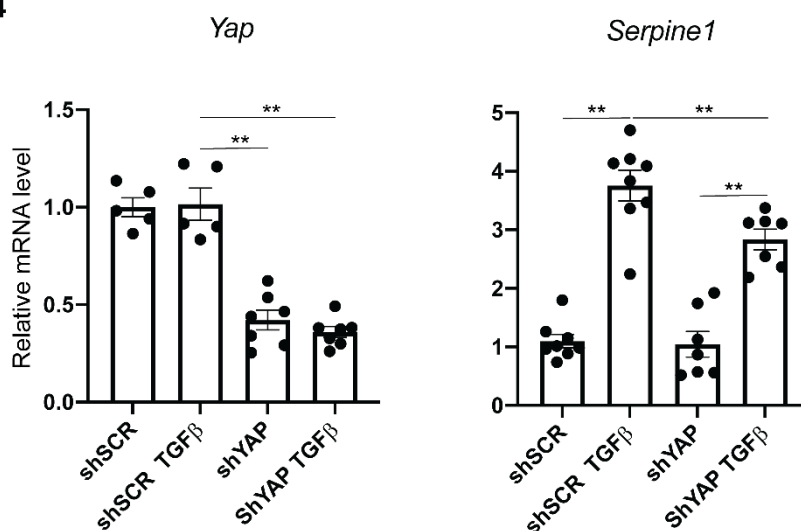 Yap
Serpine1
Relative mRNA level
1.5
1.0
0.5
0.0
**
**
shSCR
shSCR TGFβ
shYAP
ShYAP TGFβ
5
4
3
2
1
0
**
**
**
shSCR
shSCR TGFβ
shYAP
ShYAP TGFβ